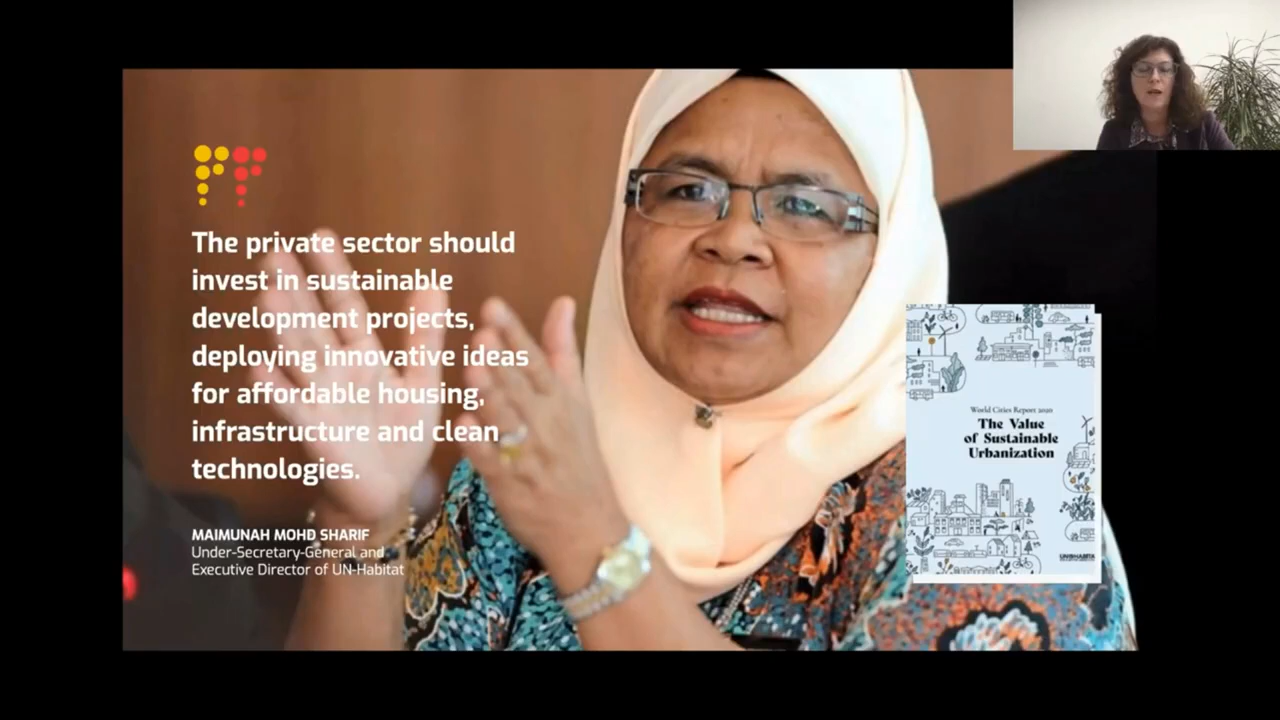 The private sector should
invest in sustainable
development projects,
deploying innovative ideas
for affordable housing,
infrastructure and clean
technologies.
MAIMUNAH MOHD SHARIF
Under-Secretary-General and
Executive Director of UN-Habitat
World Cities Report 2020
The Value
of Sustainable
Urbanization
UN-HABITAT